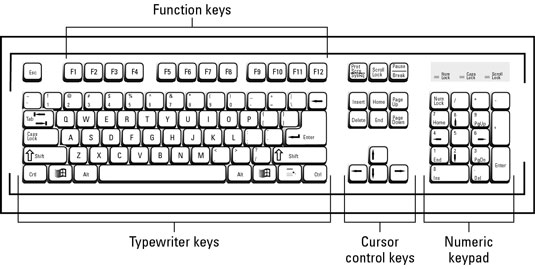 Function keys
Esc F1 F2 F3 F4 F5 F6 F7 F8 F9 F10 F11 F12 Print Scrn SysRq Scroll Lock Pause Break Num Lock Caps Lock Scroll Lock
Insert Home Page Up Num Lock / * -
Tab Q W E R T Y U I O P Delete End Page Down 7 Home 8 9 PgUp +
Caps Lock A S D F G H J K L Enter 4 5 6
Shift Z X C V B N M Shift 1 End 2 3 PgDn Enter
Ctrl Alt Alt Ctrl 0 Ins Del
Typewriter keys
Cursor
control keys
Numeric
keypad